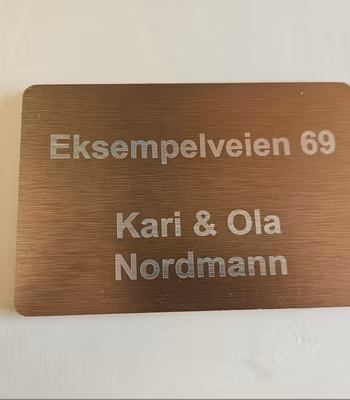 Eksempelveien 69
Kari & Ola
Nordmann